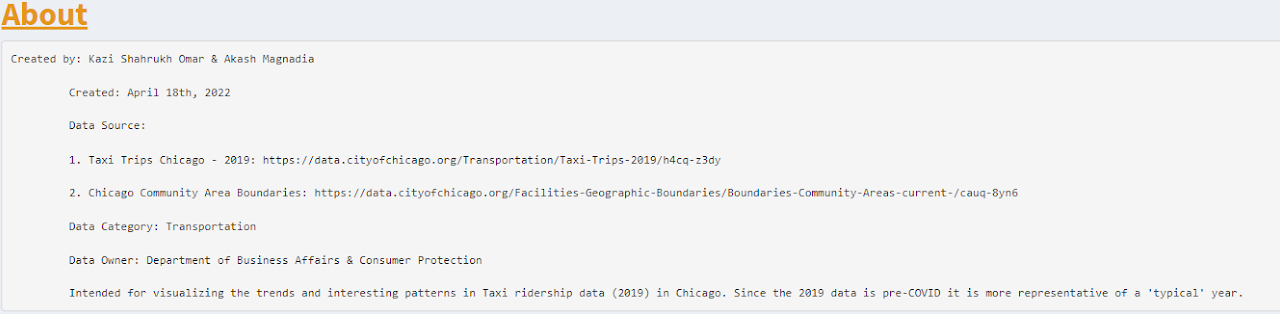 About
Created by: Kazi Shahrukh Omar & Akash Magnadia
Created: April 18th, 2022
Data Source:
1. Taxi Trips Chicago - 2019: https://data.cityofchicago.org/Transportation/Taxi-Trips-2019/h4cq-z3dy
2. Chicago Community Area Boundaries: https://data.cityofchicago.org/Facilities-Geographic-Boundaries/Boundaries-Community-Areas-current-/cauq-8yn6
Data Category: Transportation
Data Owner: Department of Business Affairs & Consumer Protection
Intended for visualizing the trends and interesting patterns in Taxi ridership data (2019) in Chicago. Since the 2019 data is pre-COVID it is more representative of a 'typical' year.